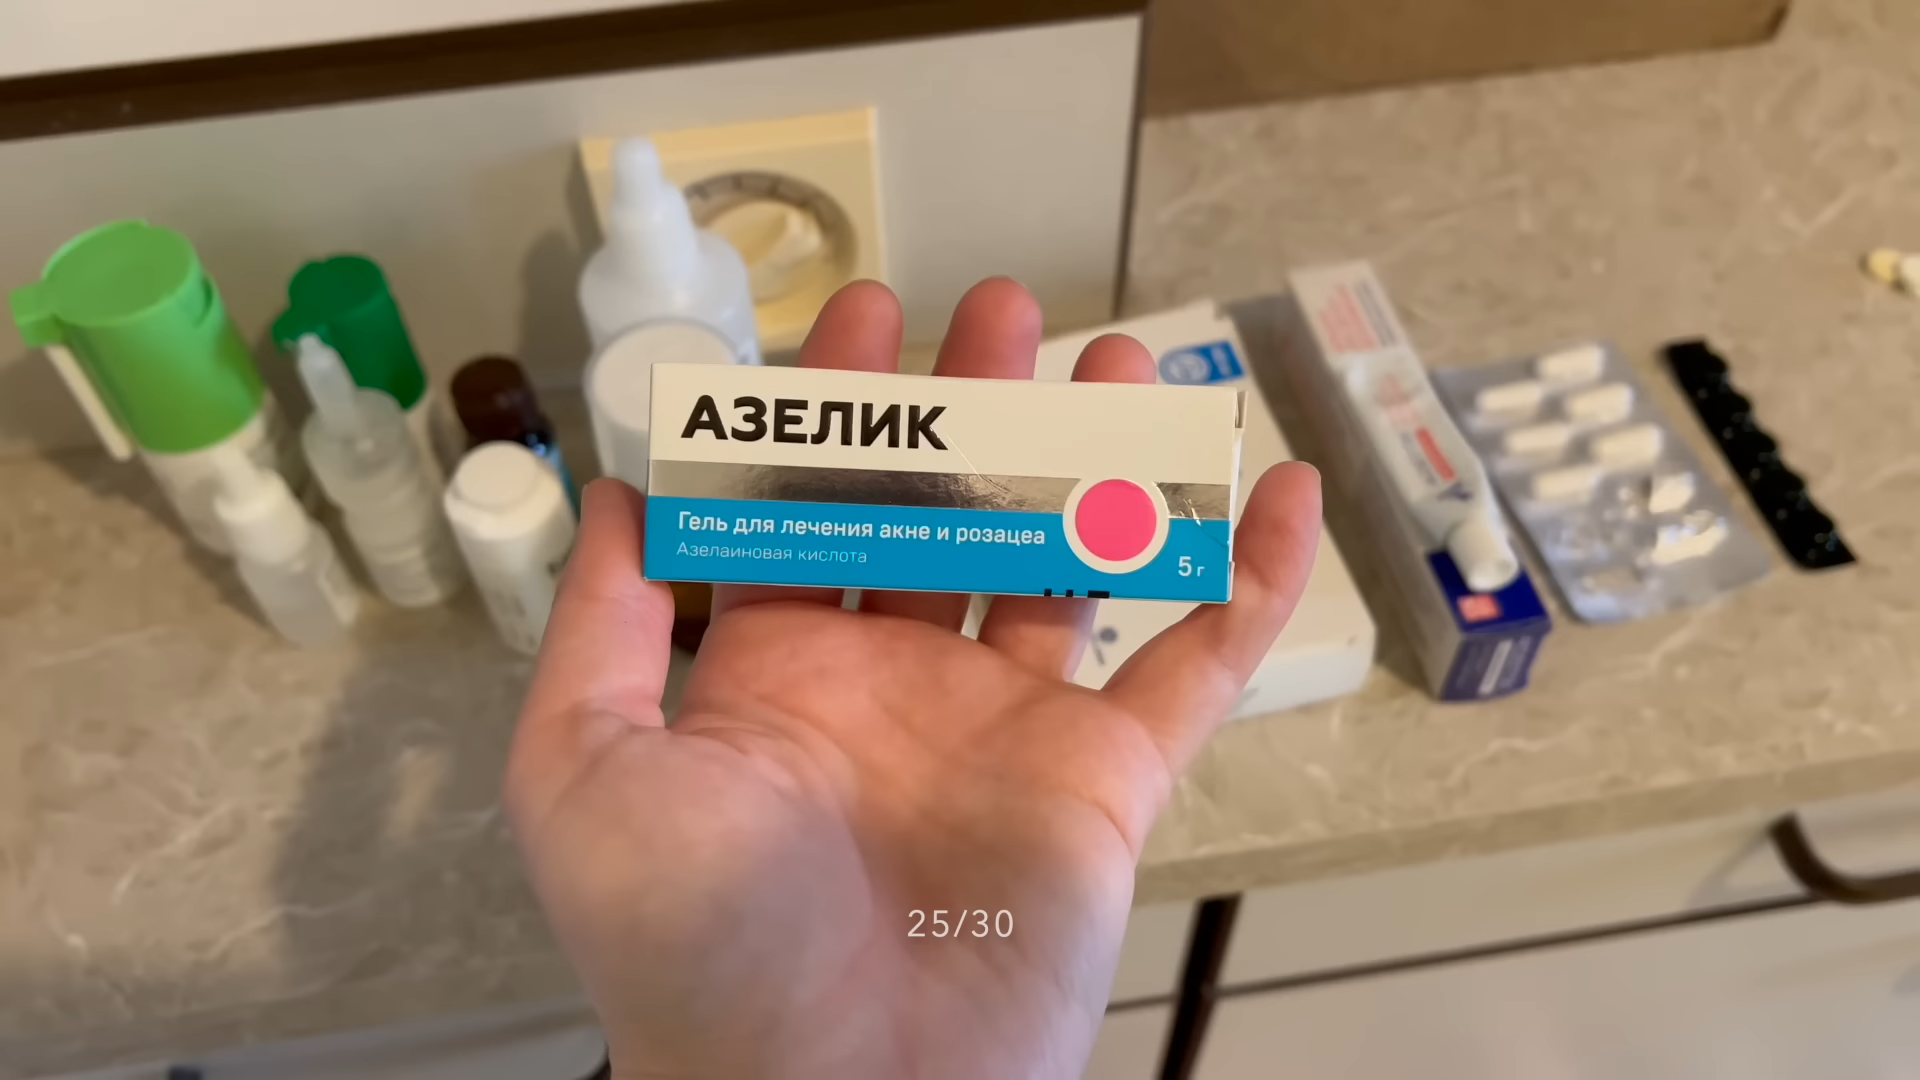 АЗЕЛИК
Гель для лечения акне и розацеа
Азелаиновая кислота
5 г
25/30